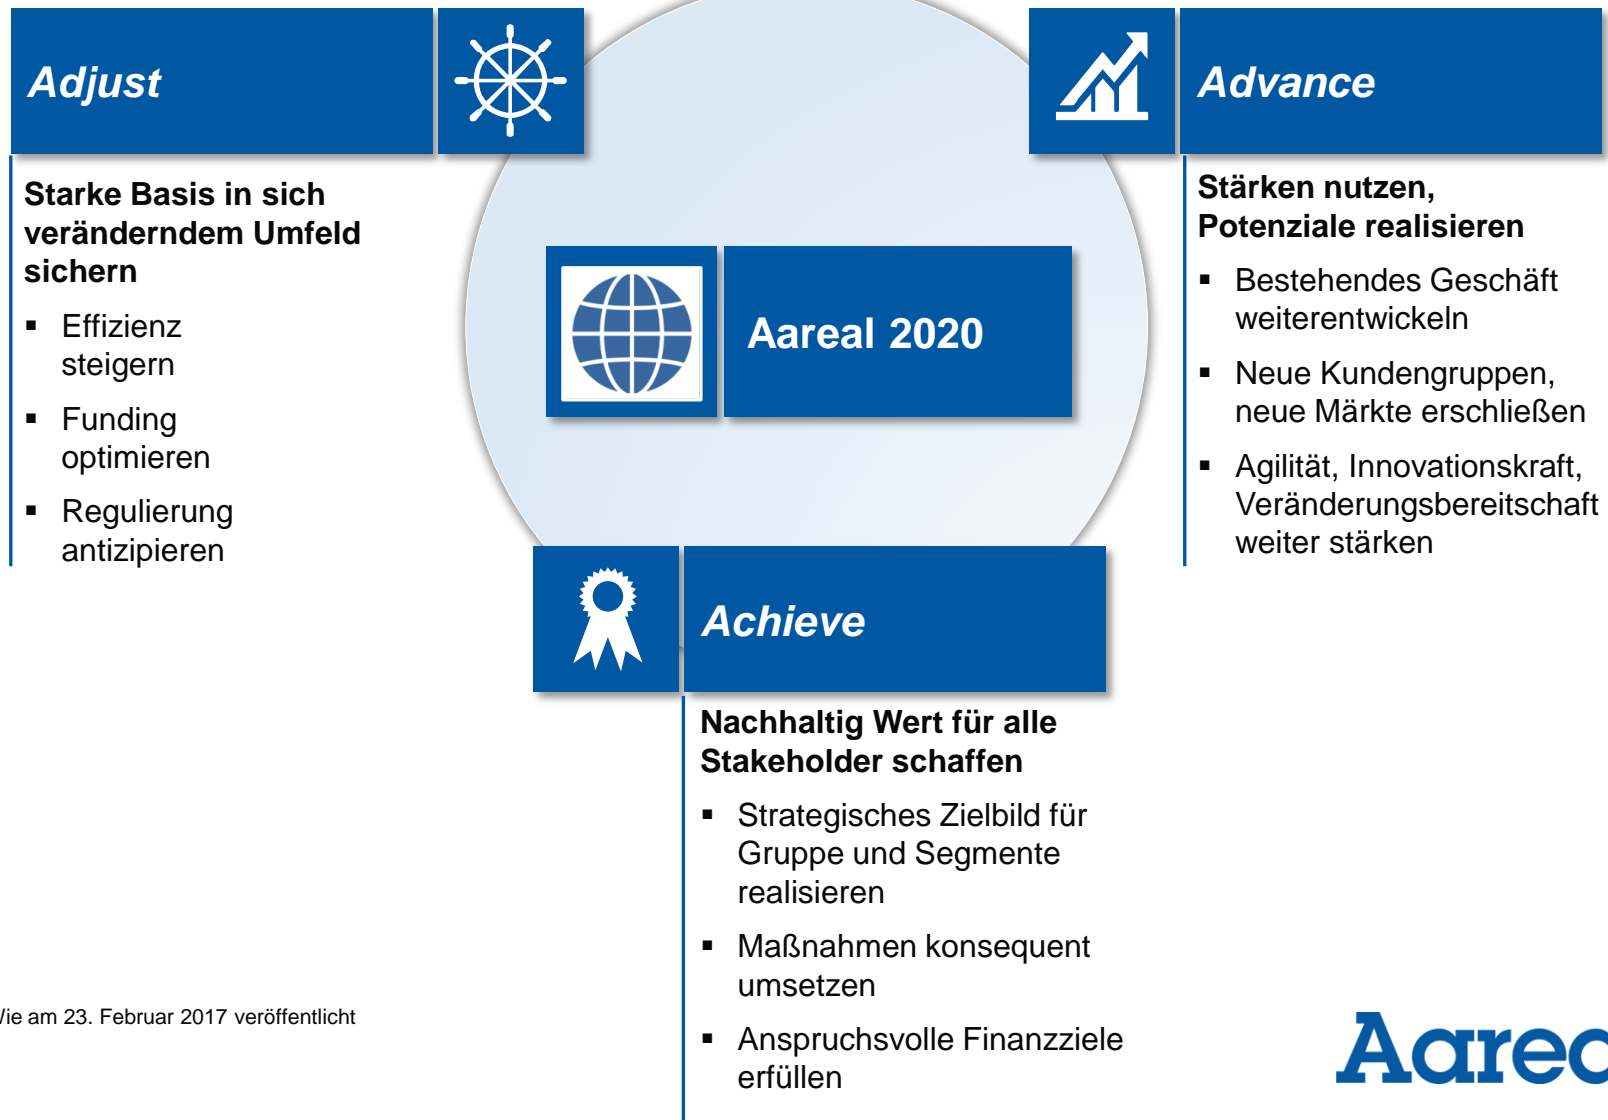 Adjust
Starke Basis in sich
veränderndem Umfeld
sichern
▪ Effizienz
steigern
▪ Funding
optimieren
▪ Regulierung
antizipieren
Aareal 2020
Advance
Stärken nutzen,
Potenziale realisieren
▪ Bestehendes Geschäft
weiterentwickeln
▪ Neue Kundengruppen,
neue Märkte erschließen
▪ Agilität, Innovationskraft,
Veränderungsbereitschaft
weiter stärken
Achieve
Nachhaltig Wert für alle
Stakeholder schaffen
▪ Strategisches Zielbild für
Gruppe und Segmente
realisieren
▪ Maßnahmen konsequent
umsetzen
▪ Anspruchsvolle Finanzziele
erfüllen
Wie am 23. Februar 2017 veröffentlicht
Aarea